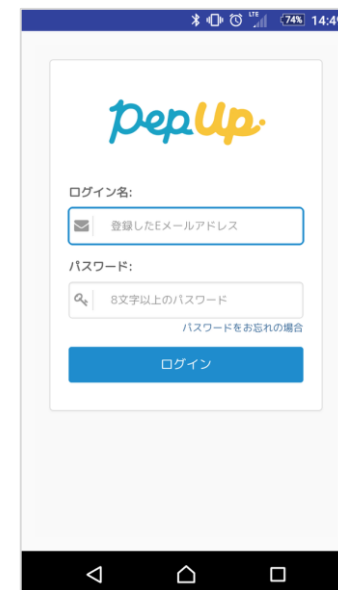 LTE
74% 14:49
PepUp
ログイン名:
登録したEメールアドレス
パスワード:
8文字以上のパスワード
パスワードをお忘れの場合
ログイン